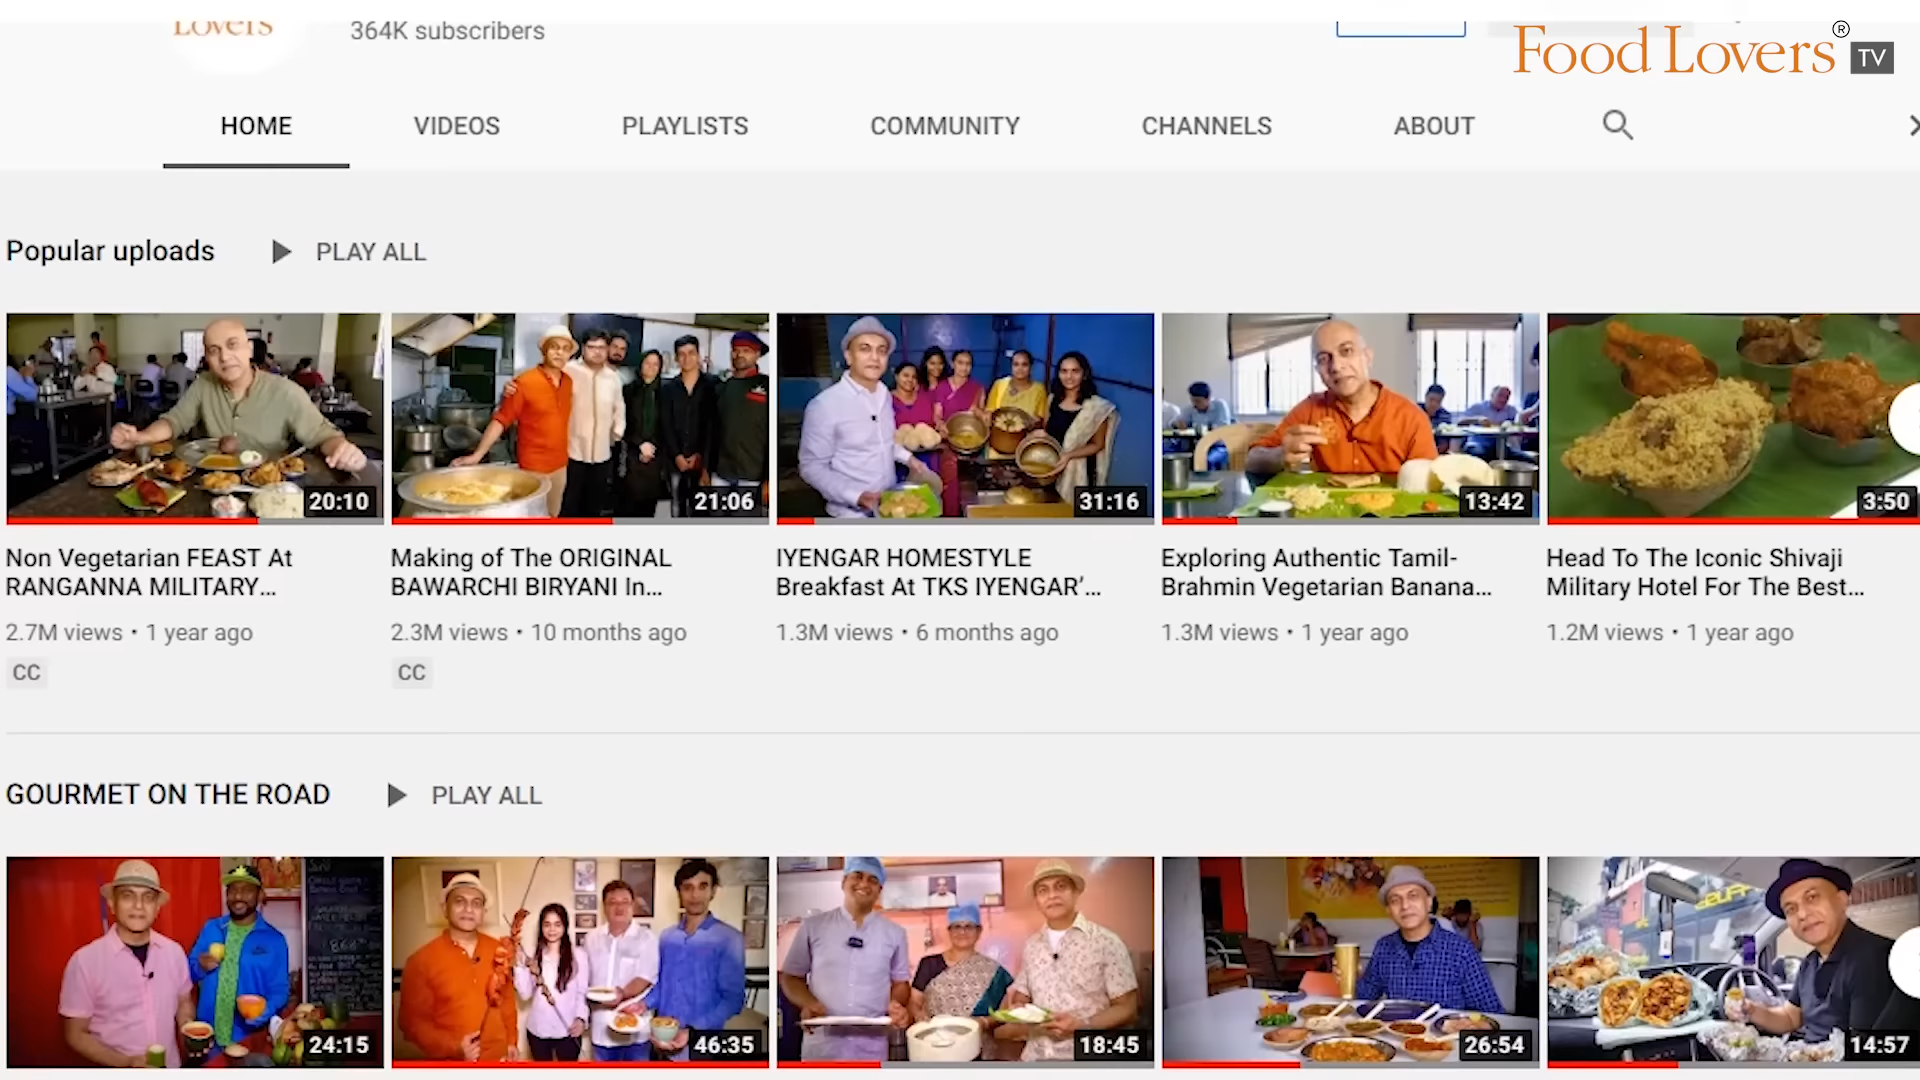 Lovers
364K subscribers
Food Lovers® TV
HOME
VIDEOS
PLAYLISTS
COMMUNITY
CHANNELS
ABOUT
Popular uploads
PLAY ALL
20:10
21:06
31:16
13:42
3:50
Non Vegetarian FEAST At
RANGANNA MILITARY...
2.7M views • 1 year ago
CC
Making of The ORIGINAL
BAWARCHI BIRYANI In...
2.3M views • 10 months ago
CC
IYENGAR HOMESTYLE
Breakfast At TKS IYENGAR’...
1.3M views • 6 months ago
Exploring Authentic Tamil-
Brahmin Vegetarian Banana...
1.3M views • 1 year ago
Head To The Iconic Shivaji
Military Hotel For The Best...
1.2M views • 1 year ago
GOURMET ON THE ROAD
PLAY ALL
24:15
46:35
18:45
26:54
14:57